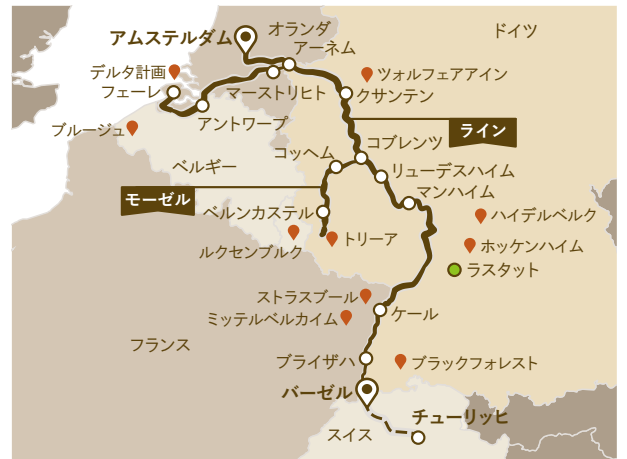 オランダ
ドイツ
アムステルダム
アーネム
デルタ計画
ツォルフェアアイン
フェーレ
マーストリヒト
クサンテン
アントワープ
ブルージュ
ライン
コブレンツ
コッヘム
ベルギー
リューデスハイム
マンハイム
モーゼル
ベルンカステル
ハイデルベルク
トリーア
ホッケンハイム
ルクセンブルク
ラスタット
ストラスブール
ミッテルベルカイム
ケール
フランス
ブライザハ
ブラックフォレスト
バーゼル
チューリッヒ
スイス